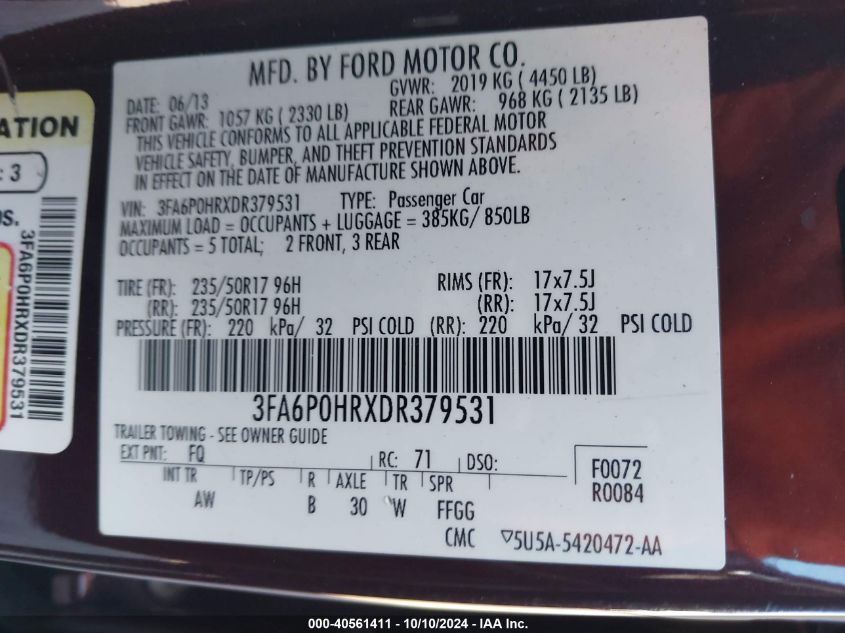 MFD. BY FORD MOTOR CO.
DATE: 06/13
GVWR: 2019 KG ( 4450 LB)
FRONT GAWR: 1057 KG ( 2330 LB)
REAR GAWR: 968 KG ( 2135 LB)
THIS VEHICLE CONFORMS TO ALL APPLICABLE FEDERAL MOTOR
VEHICLE SAFETY, BUMPER, AND THEFT PREVENTION STANDARDS
IN EFFECT ON THE DATE OF MANUFACTURE SHOWN ABOVE.
VIN: 3FA6P0HRXDR379531 TYPE: Passenger Car
MAXIMUM LOAD = OCCUPANTS + LUGGAGE = 385KG/ 850LB
OCCUPANTS = 5 TOTAL; 2 FRONT, 3 REAR
TIRE (FR): 235/50R17 96H RIMS (FR): 17x7.5J
(RR): 235/50R17 96H (RR): 17x7.5J
PRESSURE (FR): 220 kPa/ 32 PSI COLD (RR): 220 kPa/ 32 PSI COLD
3FA6P0HRXDR379531
TRAILER TOWING - SEE OWNER GUIDE
EXT PNT: FQ RC: 71 DSO:
INT TR TP/PS R AXLE TR SPR
AW B 30 W FFGG
F0072
R0084
CMC ▽5U5A-5420472-AA
ATION
: 3
3FA6P0HRXDR379531
000-40561411 - 10/10/2024 - IAA Inc.